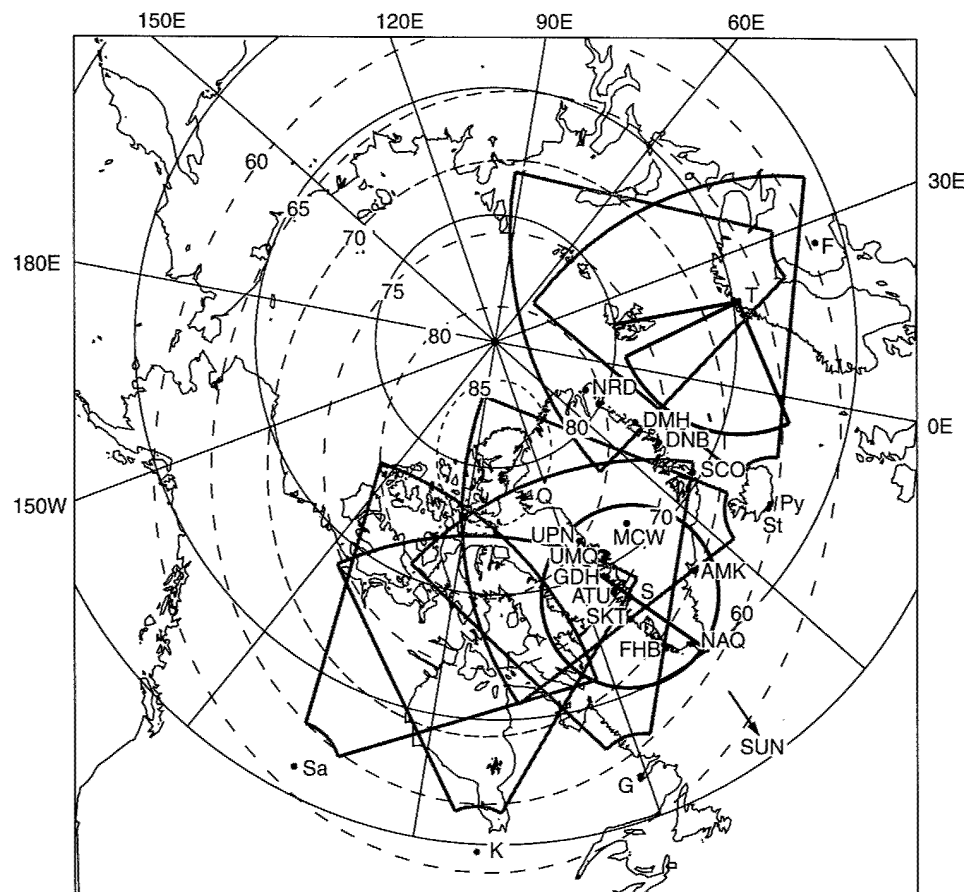 150E
120E
90E
60E
60
65
70
75
80
85
30E
F
T
180E
NRD
80
DMH
DNB
0E
SCO
Py
St
150W
Q
70
UPN
MCW
UMQ
GDH
AMK
ATU
S
SKT
60
FHB
NAQ
SUN
Sa
G
K